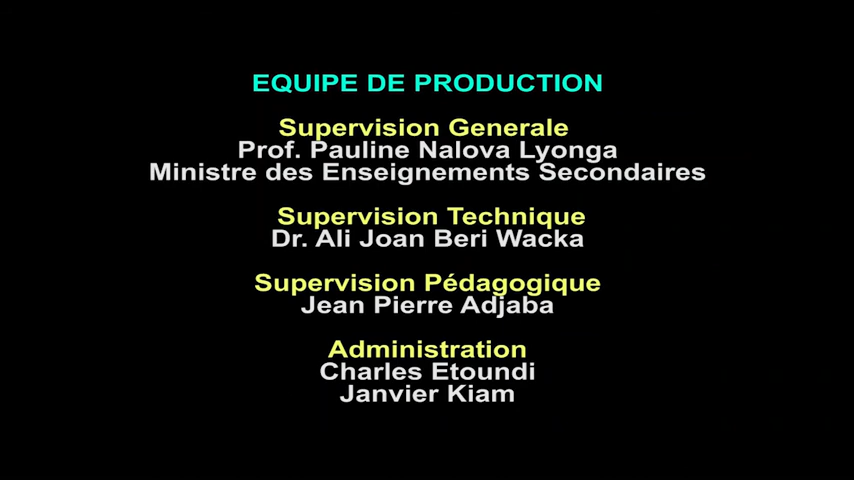 EQUIPE DE PRODUCTION
Supervision Generale
Prof. Pauline Nalova Lyonga
Ministre des Enseignements Secondaires
Supervision Technique
Dr. Ali Joan Beri Wacka
Supervision Pédagogique
Jean Pierre Adjaba
Administration
Charles Etoundi
Janvier Kiam